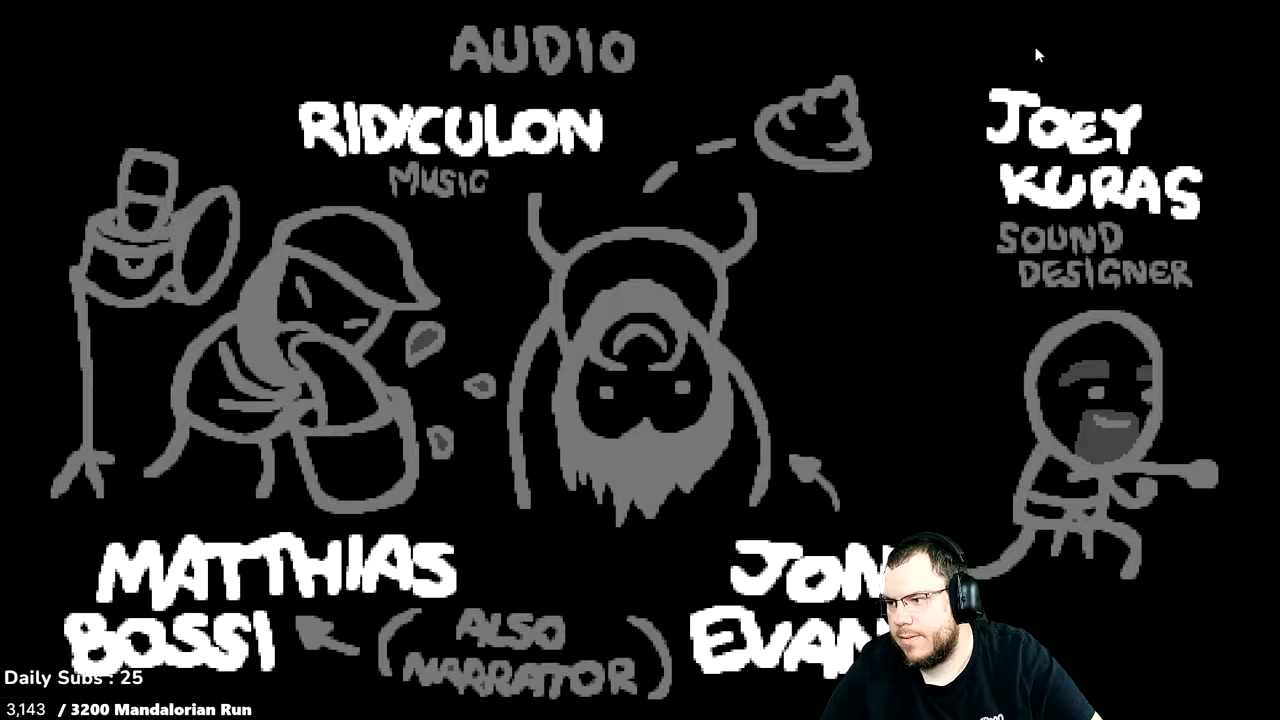 AUDIO
RIDICULON
MUSIC
JOEY
KURAS
SOUND
DESIGNER
MATTHIAS
BOSSI
(ALSO
NARRATOR)
JON
Daily Subs : 25
3,143 / 3200 Mandalorian Run